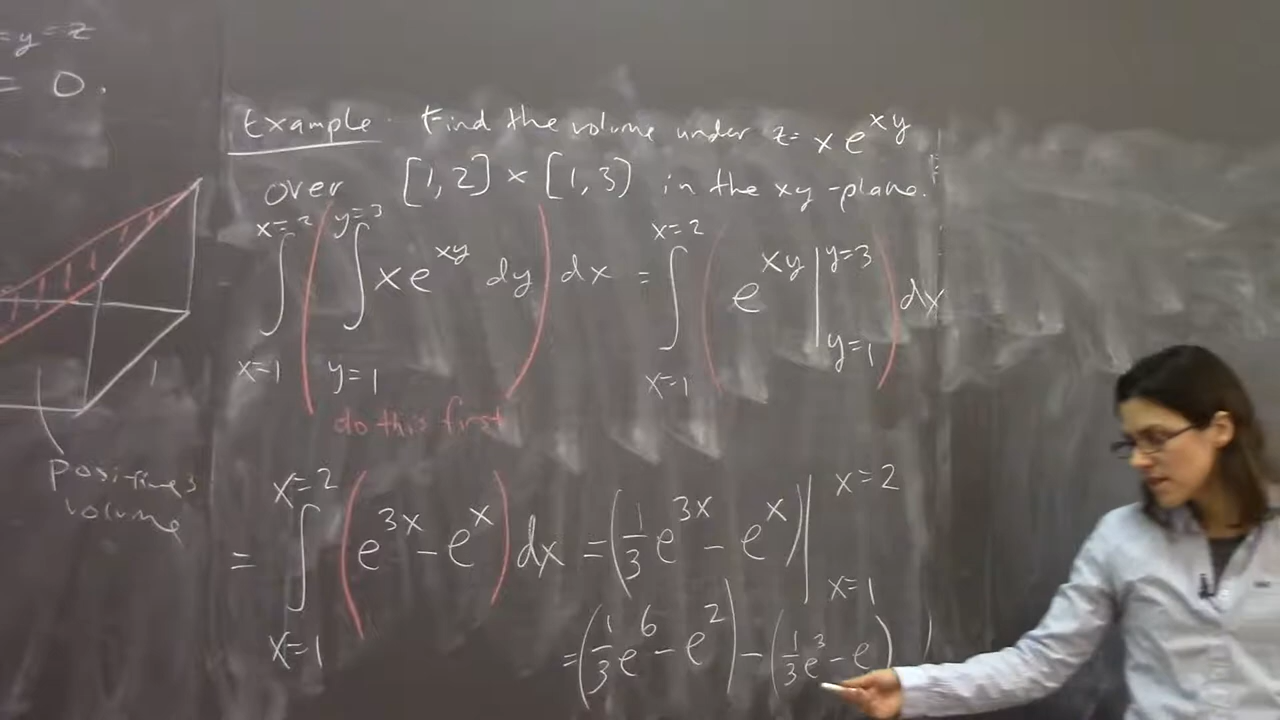 = y = z
= 0.
Example. Find the volume under z = x e^{xy}
over [1,2] × [1,3] in the xy-plane.
∫_{x=1}^{x=2} ( ∫_{y=1}^{y=3} x e^{xy} dy ) dx = ∫_{x=1}^{x=2} ( e^{xy} |_{y=1}^{y=3} ) dx
do this first
1
positive
volume
= ∫_{x=1}^{x=2} ( e^{3x} - e^x ) dx = ( 1/3 e^{3x} - e^x ) |_{x=1}^{x=2}
= ( 1/3 e^6 - e^2 ) - ( 1/3 e^3 - e )